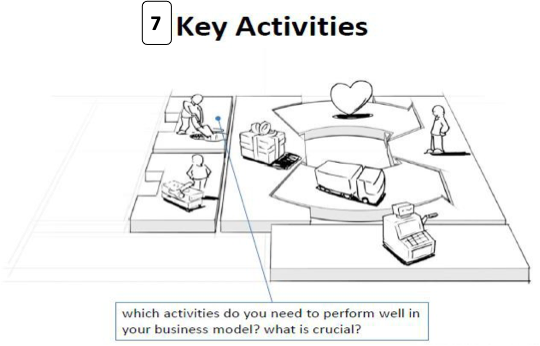 7 Key Activities
which activities do you need to perform well in
your business model? what is crucial?